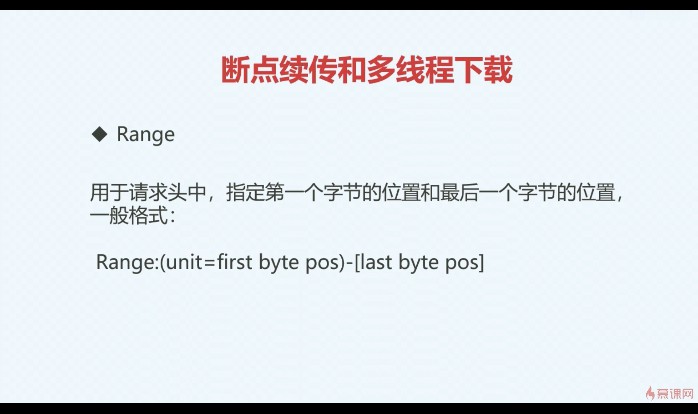 断点续传和多线程下载
◆ Range
用于请求头中，指定第一个字节的位置和最后一个字节的位置，
一般格式：
Range:(unit=first byte pos)-[last byte pos]
慕课网